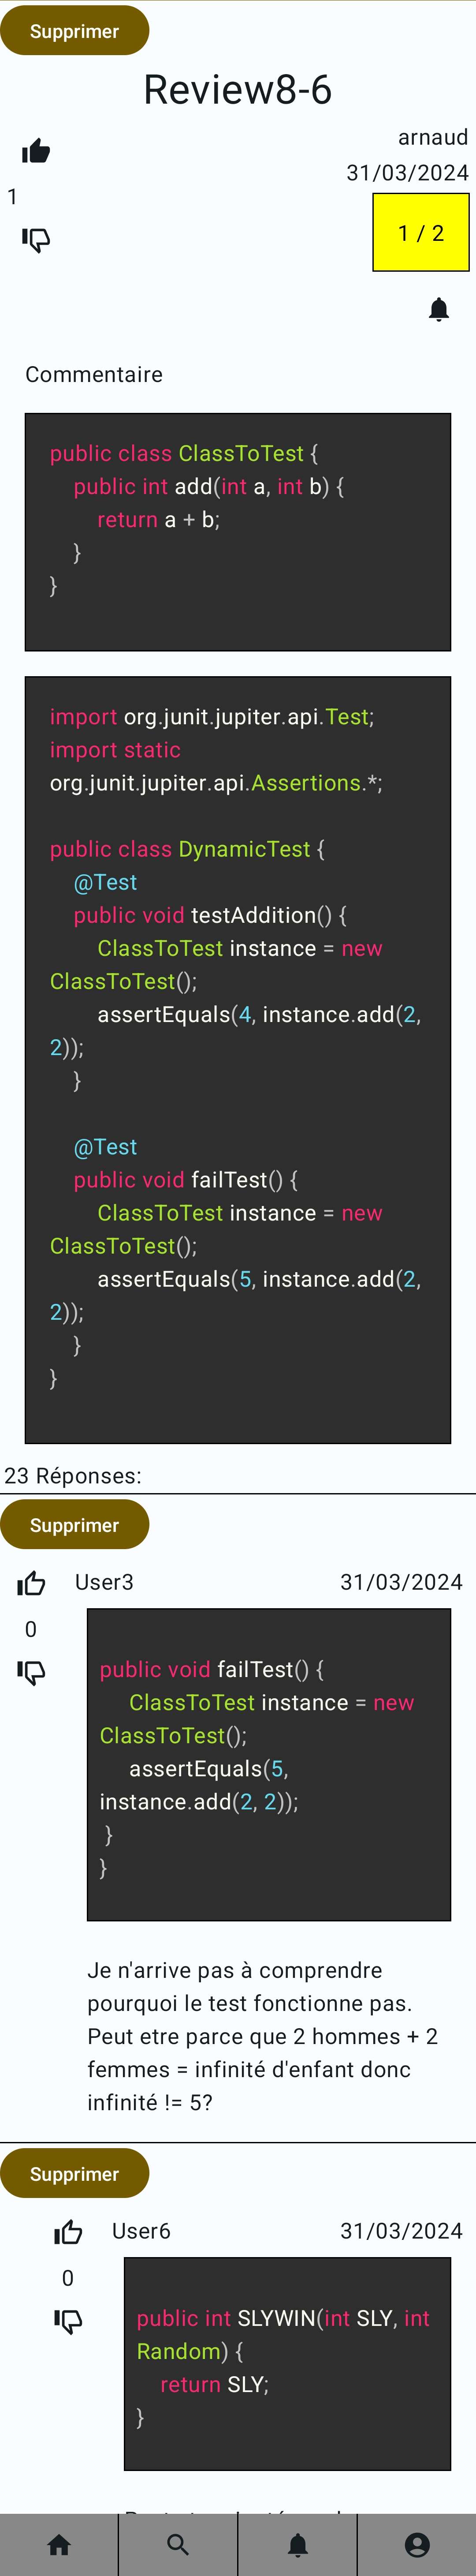 Supprimer
Review8-6
arnaud
31/03/2024
1
1 / 2
Commentaire
public class ClassToTest {
public int add(int a, int b) {
return a + b;
}
}
import org.junit.jupiter.api.Test;
import static
org.junit.jupiter.api.Assertions.*;
public class DynamicTest {
@Test
public void testAddition() {
ClassToTest instance = new
ClassToTest();
assertEquals(4, instance.add(2,
2));
}
@Test
public void failTest() {
ClassToTest instance = new
ClassToTest();
assertEquals(5, instance.add(2,
2));
}
}
23 Réponses:
Supprimer
User3 31/03/2024
0
public void failTest() {
ClassToTest instance = new
ClassToTest();
assertEquals(5,
instance.add(2, 2));
}
}
Je n'arrive pas à comprendre
pourquoi le test fonctionne pas.
Peut etre parce que 2 hommes + 2
femmes = infinité d'enfant donc
infinité != 5?
Supprimer
User6 31/03/2024
0
public int SLYWIN(int SLY, int
Random) {
return SLY;
}